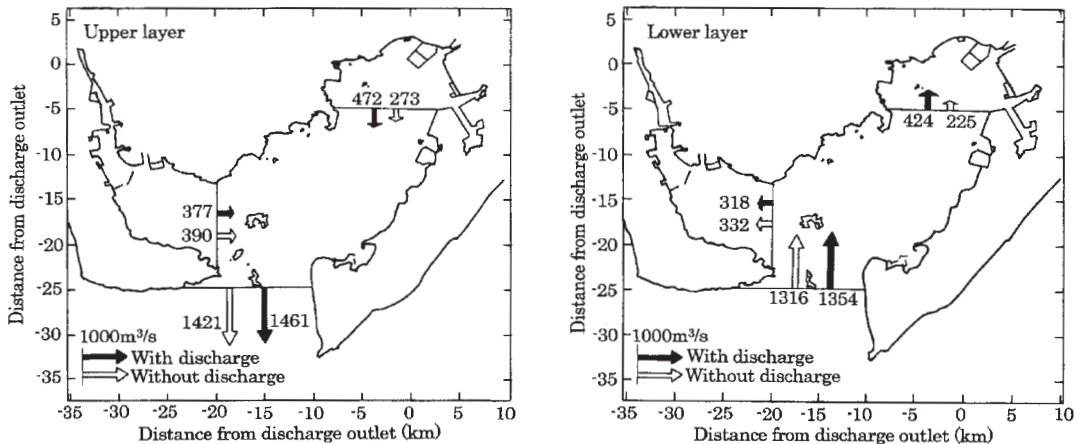 Upper layer
5
0
-5
-10
-15
-20
-25
-30
-35
472 273
377
390
1421 1461
1000m³/s
With discharge
Without discharge
-35 -30 -25 -20 -15 -10 -5 0 5 10
Distance from discharge outlet (km)
Distance from discharge outlet
Lower layer
5
0
-5
-10
-15
-20
-25
-30
-35
424 225
318
332
1316 1354
1000m³/s
With discharge
Without discharge
-35 -30 -25 -20 -15 -10 -5 0 5 10
Distance from discharge outlet (km)
Distance from discharge outlet